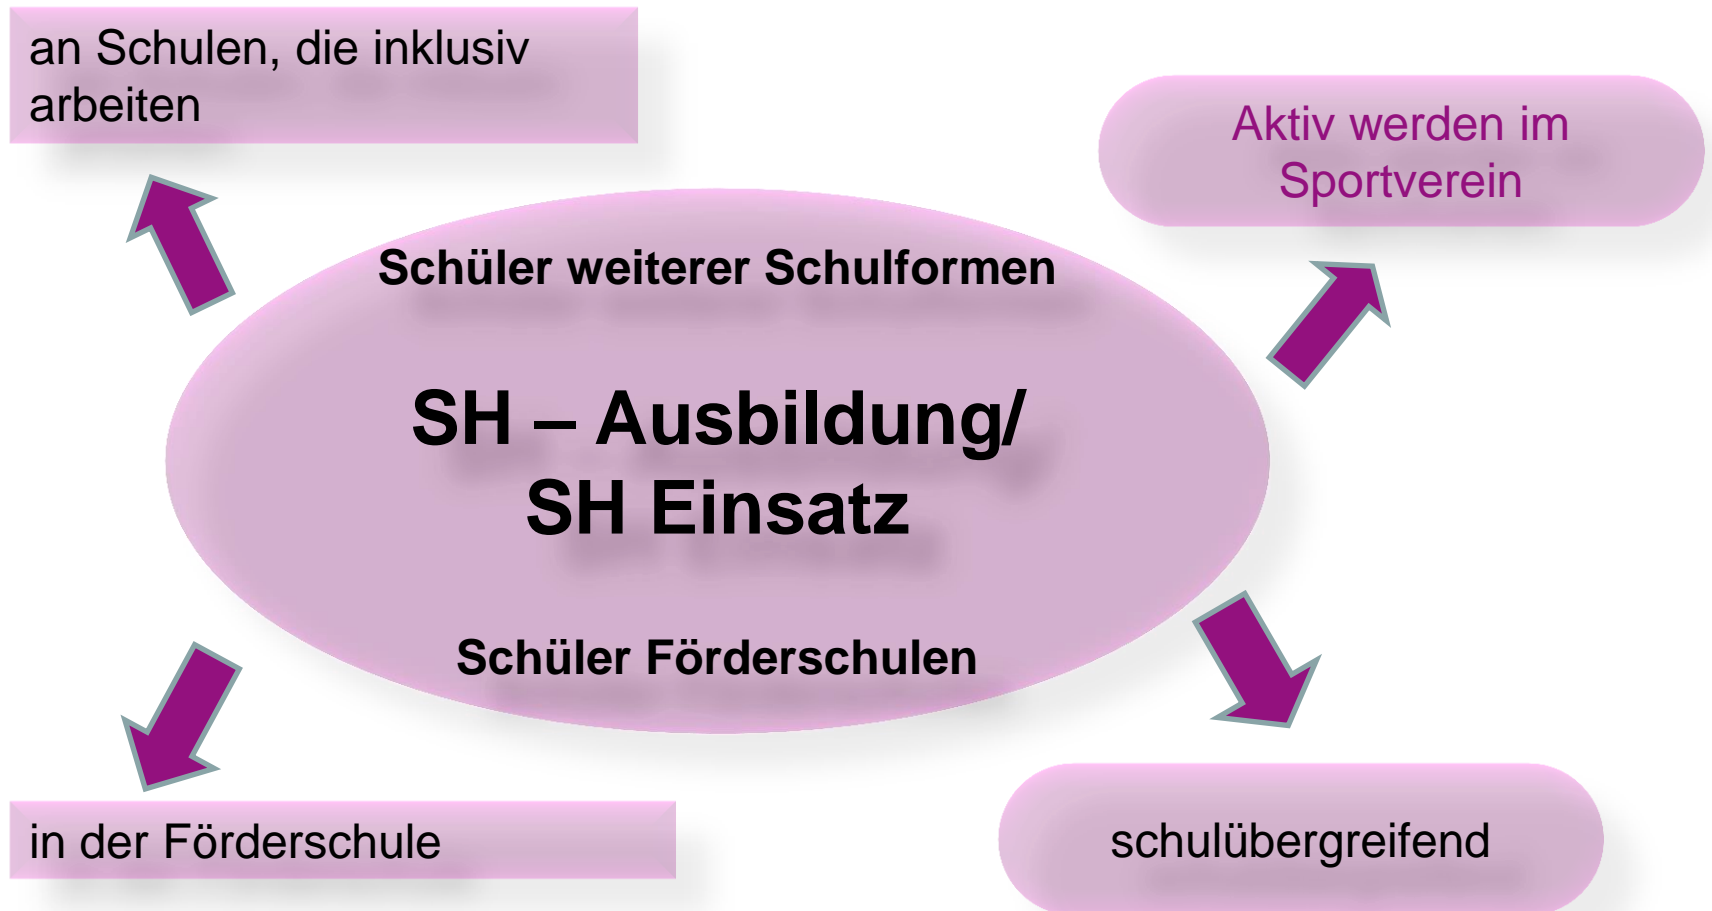 an Schulen, die inklusiv
arbeiten
Aktiv werden im
Sportverein
Schüler weiterer Schulformen
SH – Ausbildung/
SH Einsatz
Schüler Förderschulen
in der Förderschule
schulübergreifend